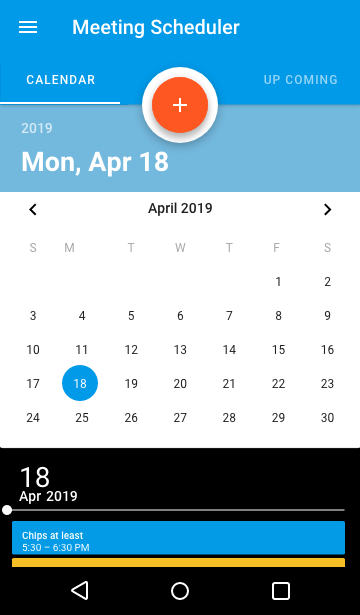 Meeting Scheduler
CALENDAR UP COMING
2019
Mon, Apr 18
April 2019
S M T W T F S
1 2
3 4 5 6 7 8 9
10 11 12 13 14 15 16
17 18 19 20 21 22 23
24 25 26 27 28 29 30
18
Apr 2019
Chips at least
5:30 – 6:30 PM